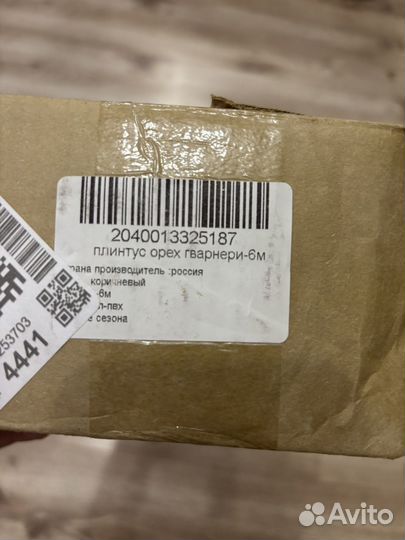 2040013325187
плинтус орех гварнери-6м
рана производитель :россия
коричневый
6м
л-пвх
е сезона
253703
4441
Avito